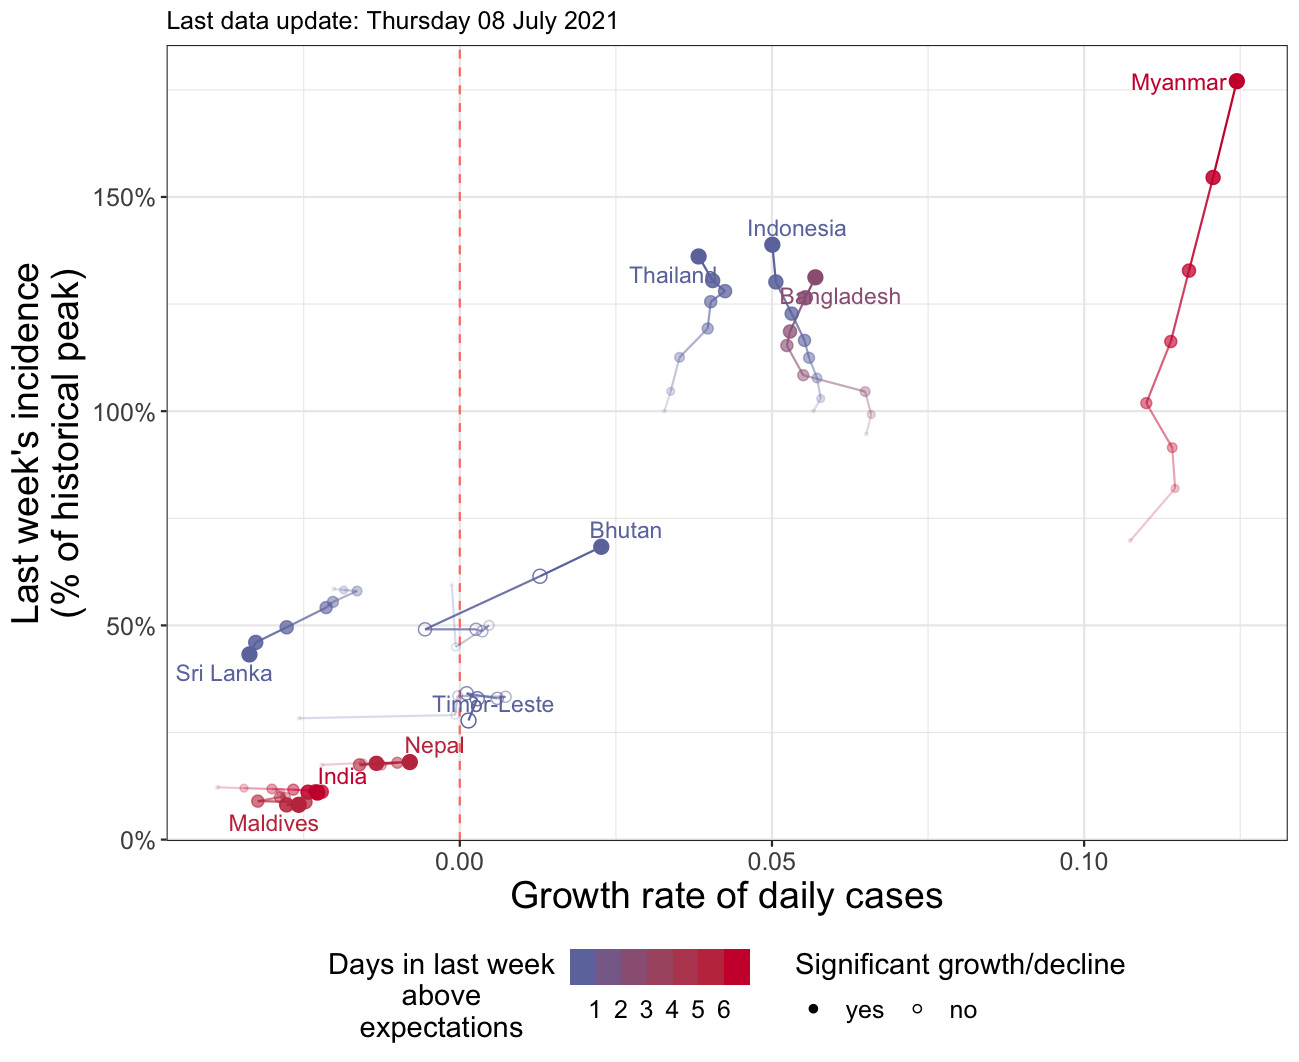 Last data update: Thursday 08 July 2021
Last week's incidence
(% of historical peak)
150%
100%
50%
0%
Myanmar
Indonesia
Thailand
Bangladesh
Bhutan
Sri Lanka
Timor-Leste
Nepal
India
Maldives
0.00 0.05 0.10
Growth rate of daily cases
Days in last week
above
expectations
1 2 3 4 5 6
Significant growth/decline
yes no